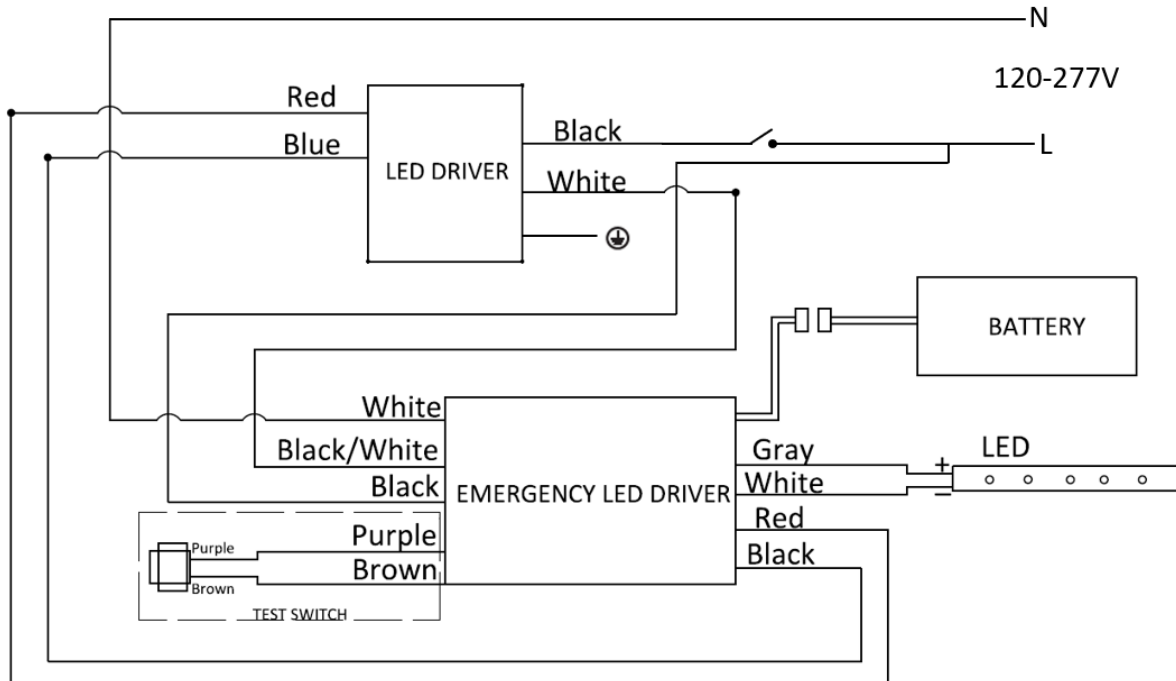 N
120-277V
Red
Black
L
Blue
LED DRIVER
White
BATTERY
White
Black/White
Gray
LED
+
Black
EMERGENCY LED DRIVER
White
−
Red
Purple
Purple
Black
Brown
Brown
TEST SWITCH